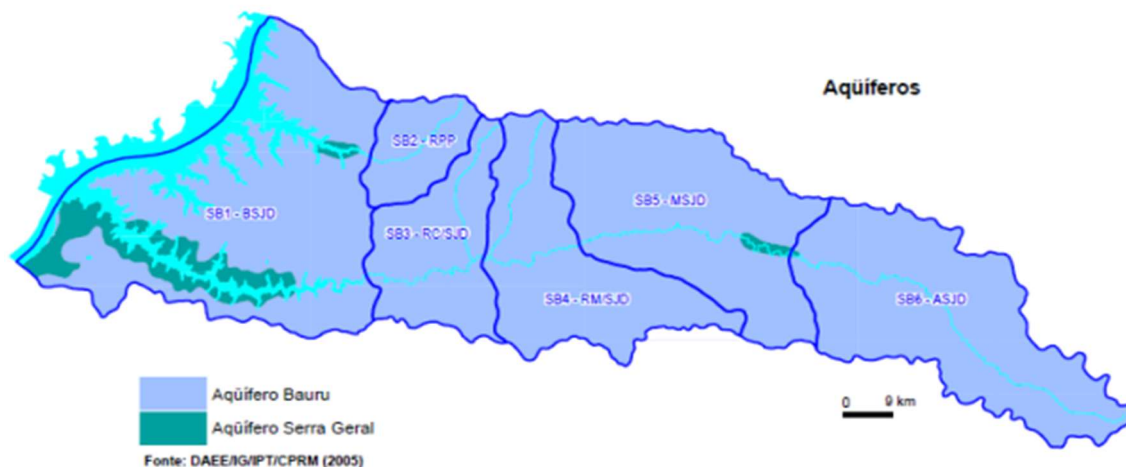 Aqüíferos
SB2 - RPP
SB1 - BSJD
SB3 - RC/SJD
SB5 - MSJD
SB4 - RM/SJD
SB6 - ASJD
Aqüífero Bauru
Aqüífero Serra Geral
0 9 km
Fonte: DAEE/IG/IPT/CPRM (2005)